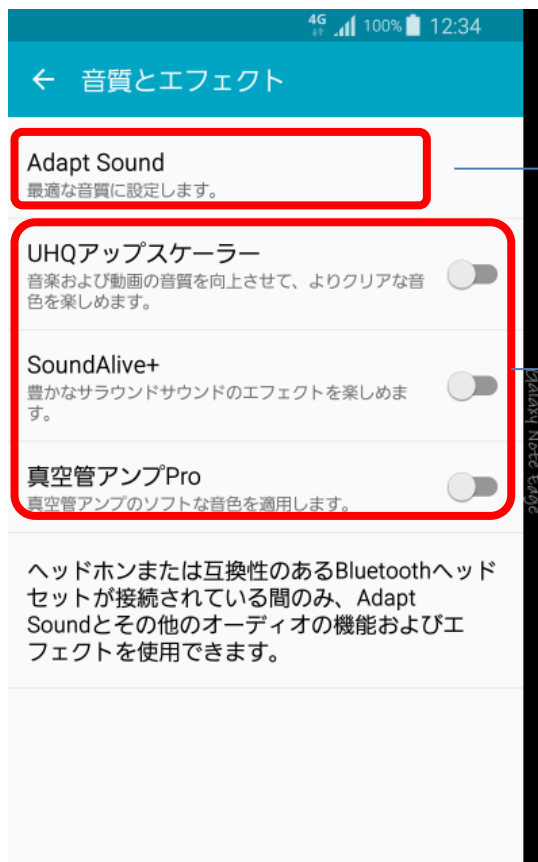 4G 100% 12:34
音質とエフェクト
Adapt Sound
最適な音質に設定します。
UHQアップスケーラー
音楽および動画の音質を向上させて、よりクリアな音
色を楽しめます。
SoundAlive+
豊かなサラウンドサウンドのエフェクトを楽しめま
す。
真空管アンプPro
真空管アンプのソフトな音色を適用します。
ヘッドホンまたは互換性のあるBluetoothヘッド
セットが接続されている間のみ、Adapt
Soundとその他のオーディオの機能およびエ
フェクトを使用できます。
Galaxy Note Edge